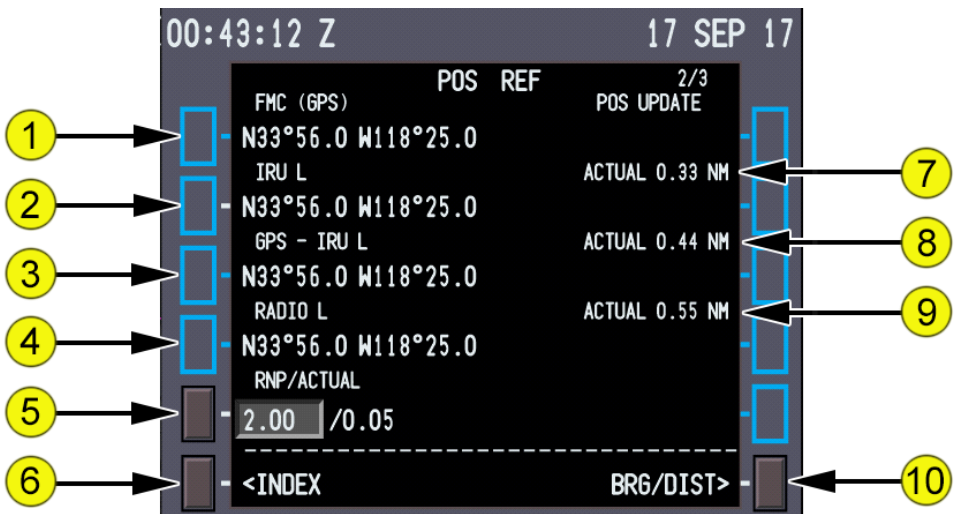 00:43:12 Z 17 SEP 17
POS REF 2/3
FMC (GPS) POS UPDATE
1 N33°56.0 W118°25.0
IRU L ACTUAL 0.33 NM 7
2 N33°56.0 W118°25.0
GPS - IRU L ACTUAL 0.44 NM 8
3 N33°56.0 W118°25.0
RADIO L ACTUAL 0.55 NM 9
4 N33°56.0 W118°25.0
RNP/ACTUAL
5 2.00 /0.05
--------------------------------
6 <INDEX BRG/DIST> 10